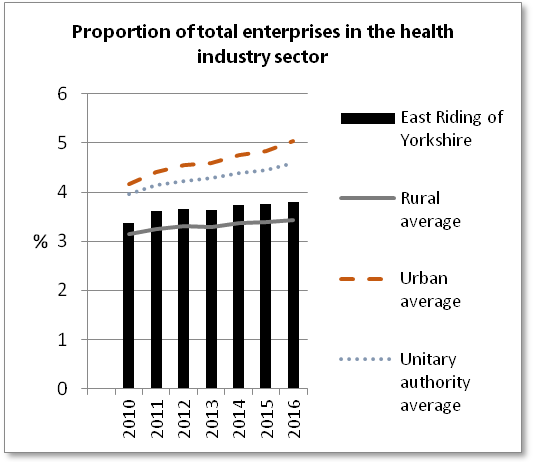 Proportion of total enterprises in the health
industry sector
6
5
4
3
2
1
0
%
2010
2011
2012
2013
2014
2015
2016
East Riding of
Yorkshire
Rural
average
Urban
average
Unitary
authority
average